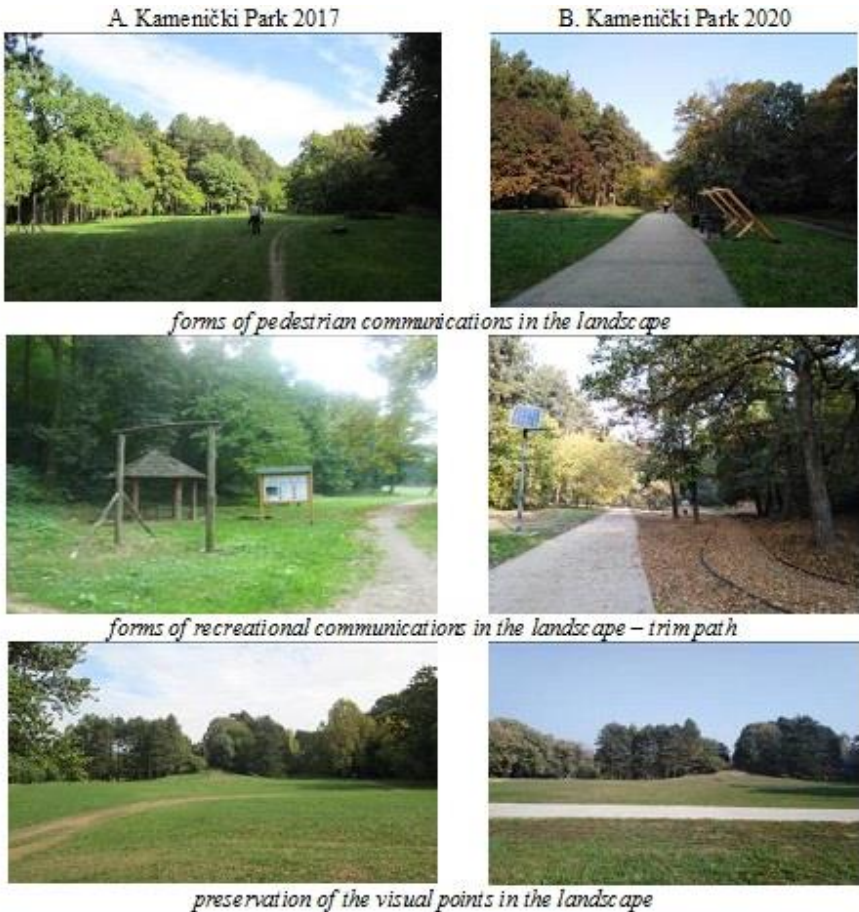 A. Kamenički Park 2017
B. Kamenički Park 2020
forms of pedestrian communications in the landscape
forms of recreational communications in the landscape – trim path
preservation of the visual points in the landscape